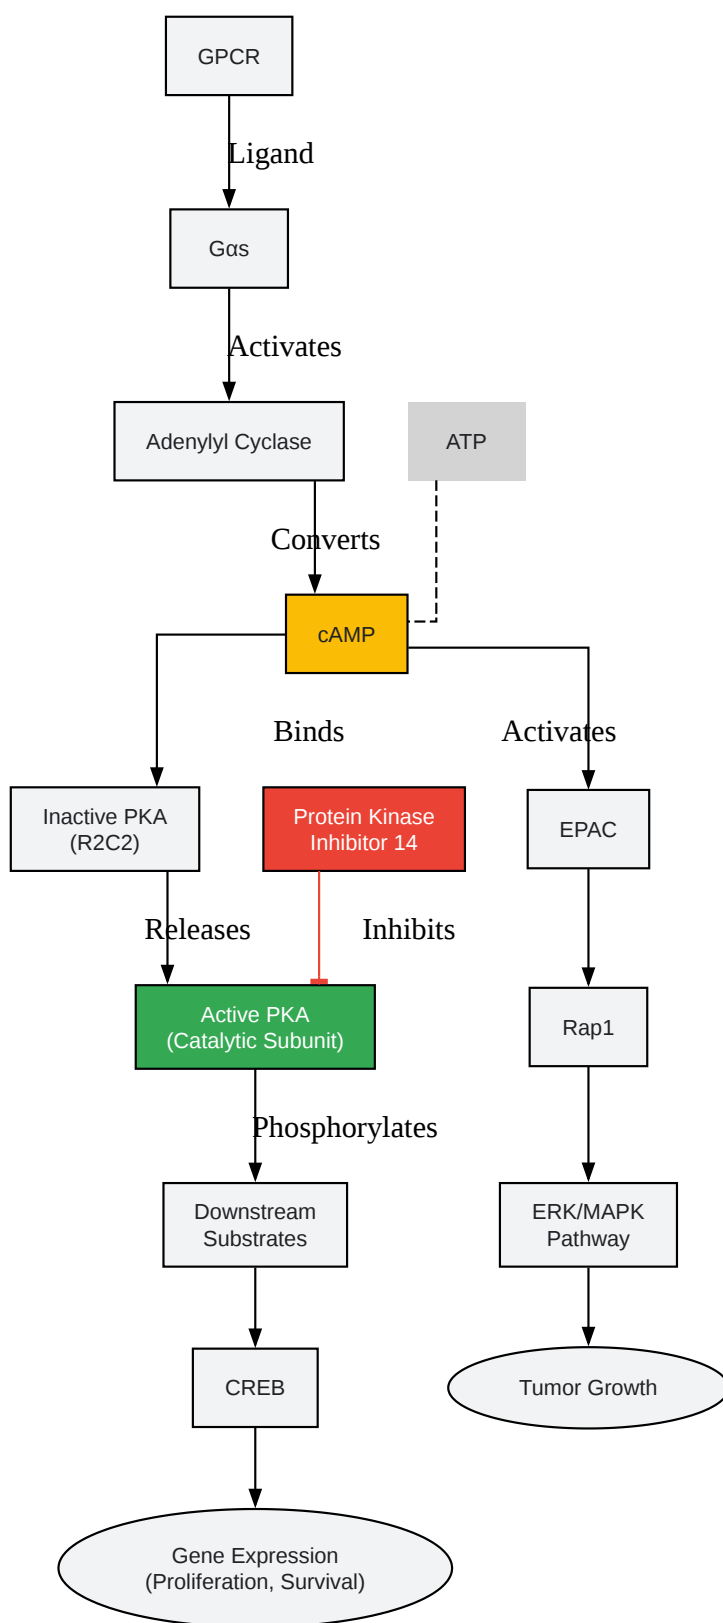 GPCR
Ligand
Gαs
Activates
Adenylyl Cyclase
ATP
Converts
cAMP
Binds
Activates
Inactive PKA
(R2C2)
Protein Kinase
Inhibitor 14
EPAC
Releases
Inhibits
Active PKA
(Catalytic Subunit)
Rap1
Phosphorylates
Downstream
Substrates
ERK/MAPK
Pathway
CREB
Tumor Growth
Gene Expression
(Proliferation, Survival)